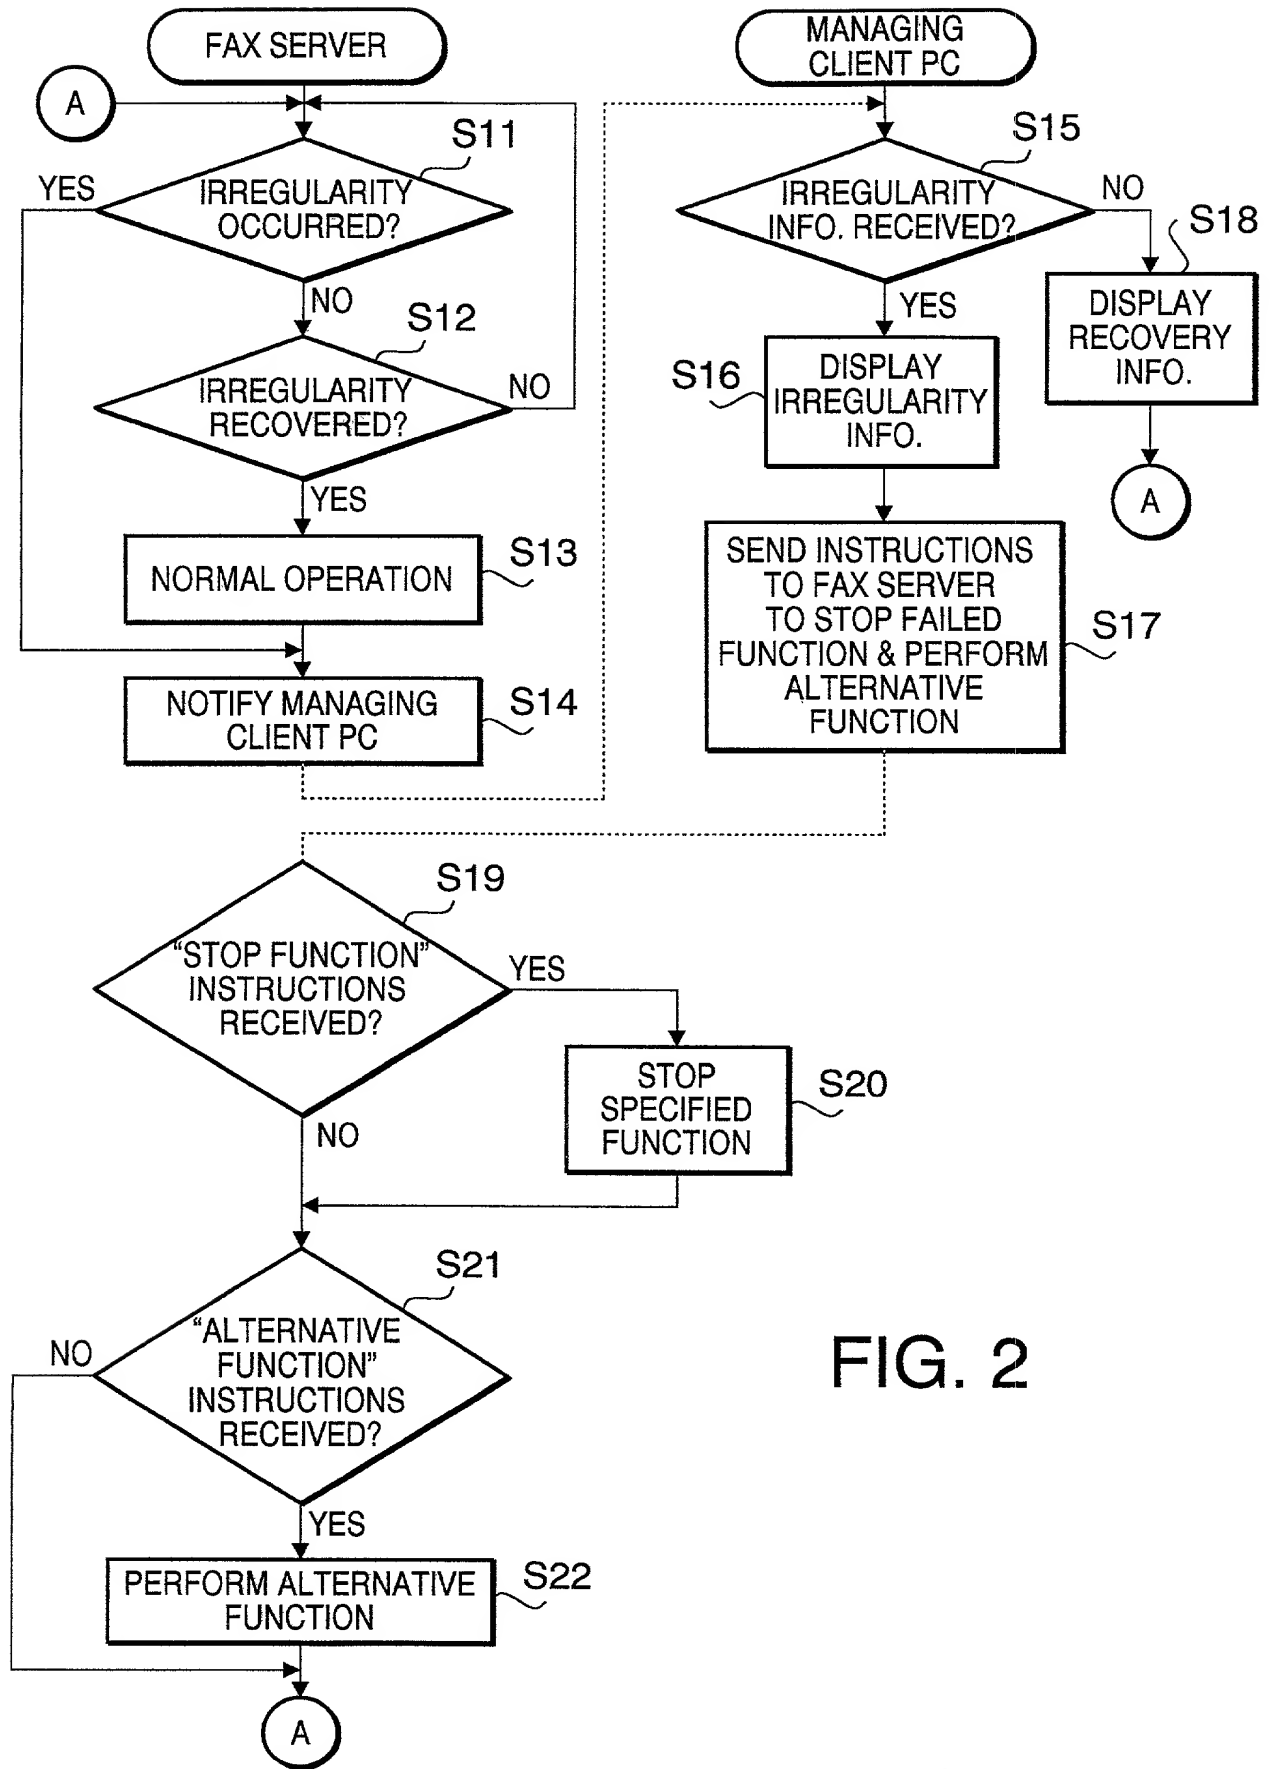 FAX SERVER
A
S11
YES
IRREGULARITY
OCCURRED?
NO
S12
IRREGULARITY
RECOVERED?
NO
YES
S13
NORMAL OPERATION
S14
NOTIFY MANAGING
CLIENT PC
MANAGING
CLIENT PC
S15
IRREGULARITY
INFO. RECEIVED?
NO
S18
YES
DISPLAY
RECOVERY
INFO.
A
S16
DISPLAY
IRREGULARITY
INFO.
SEND INSTRUCTIONS
TO FAX SERVER
TO STOP FAILED
FUNCTION & PERFORM
ALTERNATIVE
FUNCTION
S17
S19
“STOP FUNCTION”
INSTRUCTIONS
RECEIVED?
YES
NO
STOP
SPECIFIED
FUNCTION
S20
S21
“ALTERNATIVE
FUNCTION”
INSTRUCTIONS
RECEIVED?
NO
YES
PERFORM ALTERNATIVE
FUNCTION
S22
A
FIG. 2